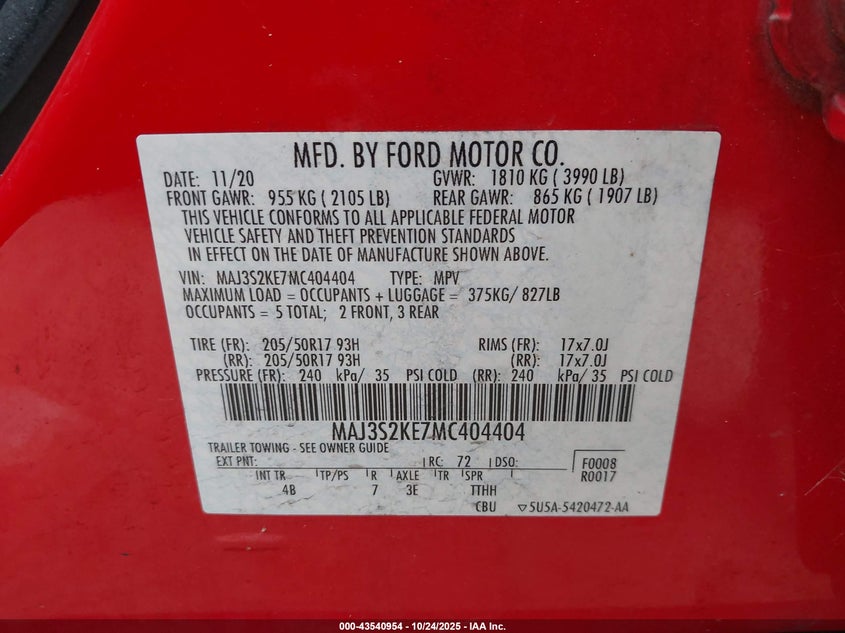 MFD. BY FORD MOTOR CO.
DATE: 11/20 GVWR: 1810 KG ( 3990 LB)
FRONT GAWR: 955 KG ( 2105 LB) REAR GAWR: 865 KG ( 1907 LB)
THIS VEHICLE CONFORMS TO ALL APPLICABLE FEDERAL MOTOR
VEHICLE SAFETY AND THEFT PREVENTION STANDARDS
IN EFFECT ON THE DATE OF MANUFACTURE SHOWN ABOVE.
VIN: MAJ3S2KE7MC404404 TYPE: MPV
MAXIMUM LOAD = OCCUPANTS + LUGGAGE = 375KG/ 827LB
OCCUPANTS = 5 TOTAL; 2 FRONT, 3 REAR
TIRE (FR): 205/50R17 93H RIMS (FR): 17x7.0J
(RR): 205/50R17 93H (RR): 17x7.0J
PRESSURE (FR): 240 kPa/ 35 PSI COLD (RR): 240 kPa/ 35 PSI COLD
MAJ3S2KE7MC404404
TRAILER TOWING - SEE OWNER GUIDE
EXT PNT: RC: 72 DSO: F0008
R0017
INT TR TP/PS R AXLE TR SPR
4B 7 3E TTHH
CBU ▽5U5A-5420472-AA
000-43540954 - 10/24/2025 - IAA Inc.